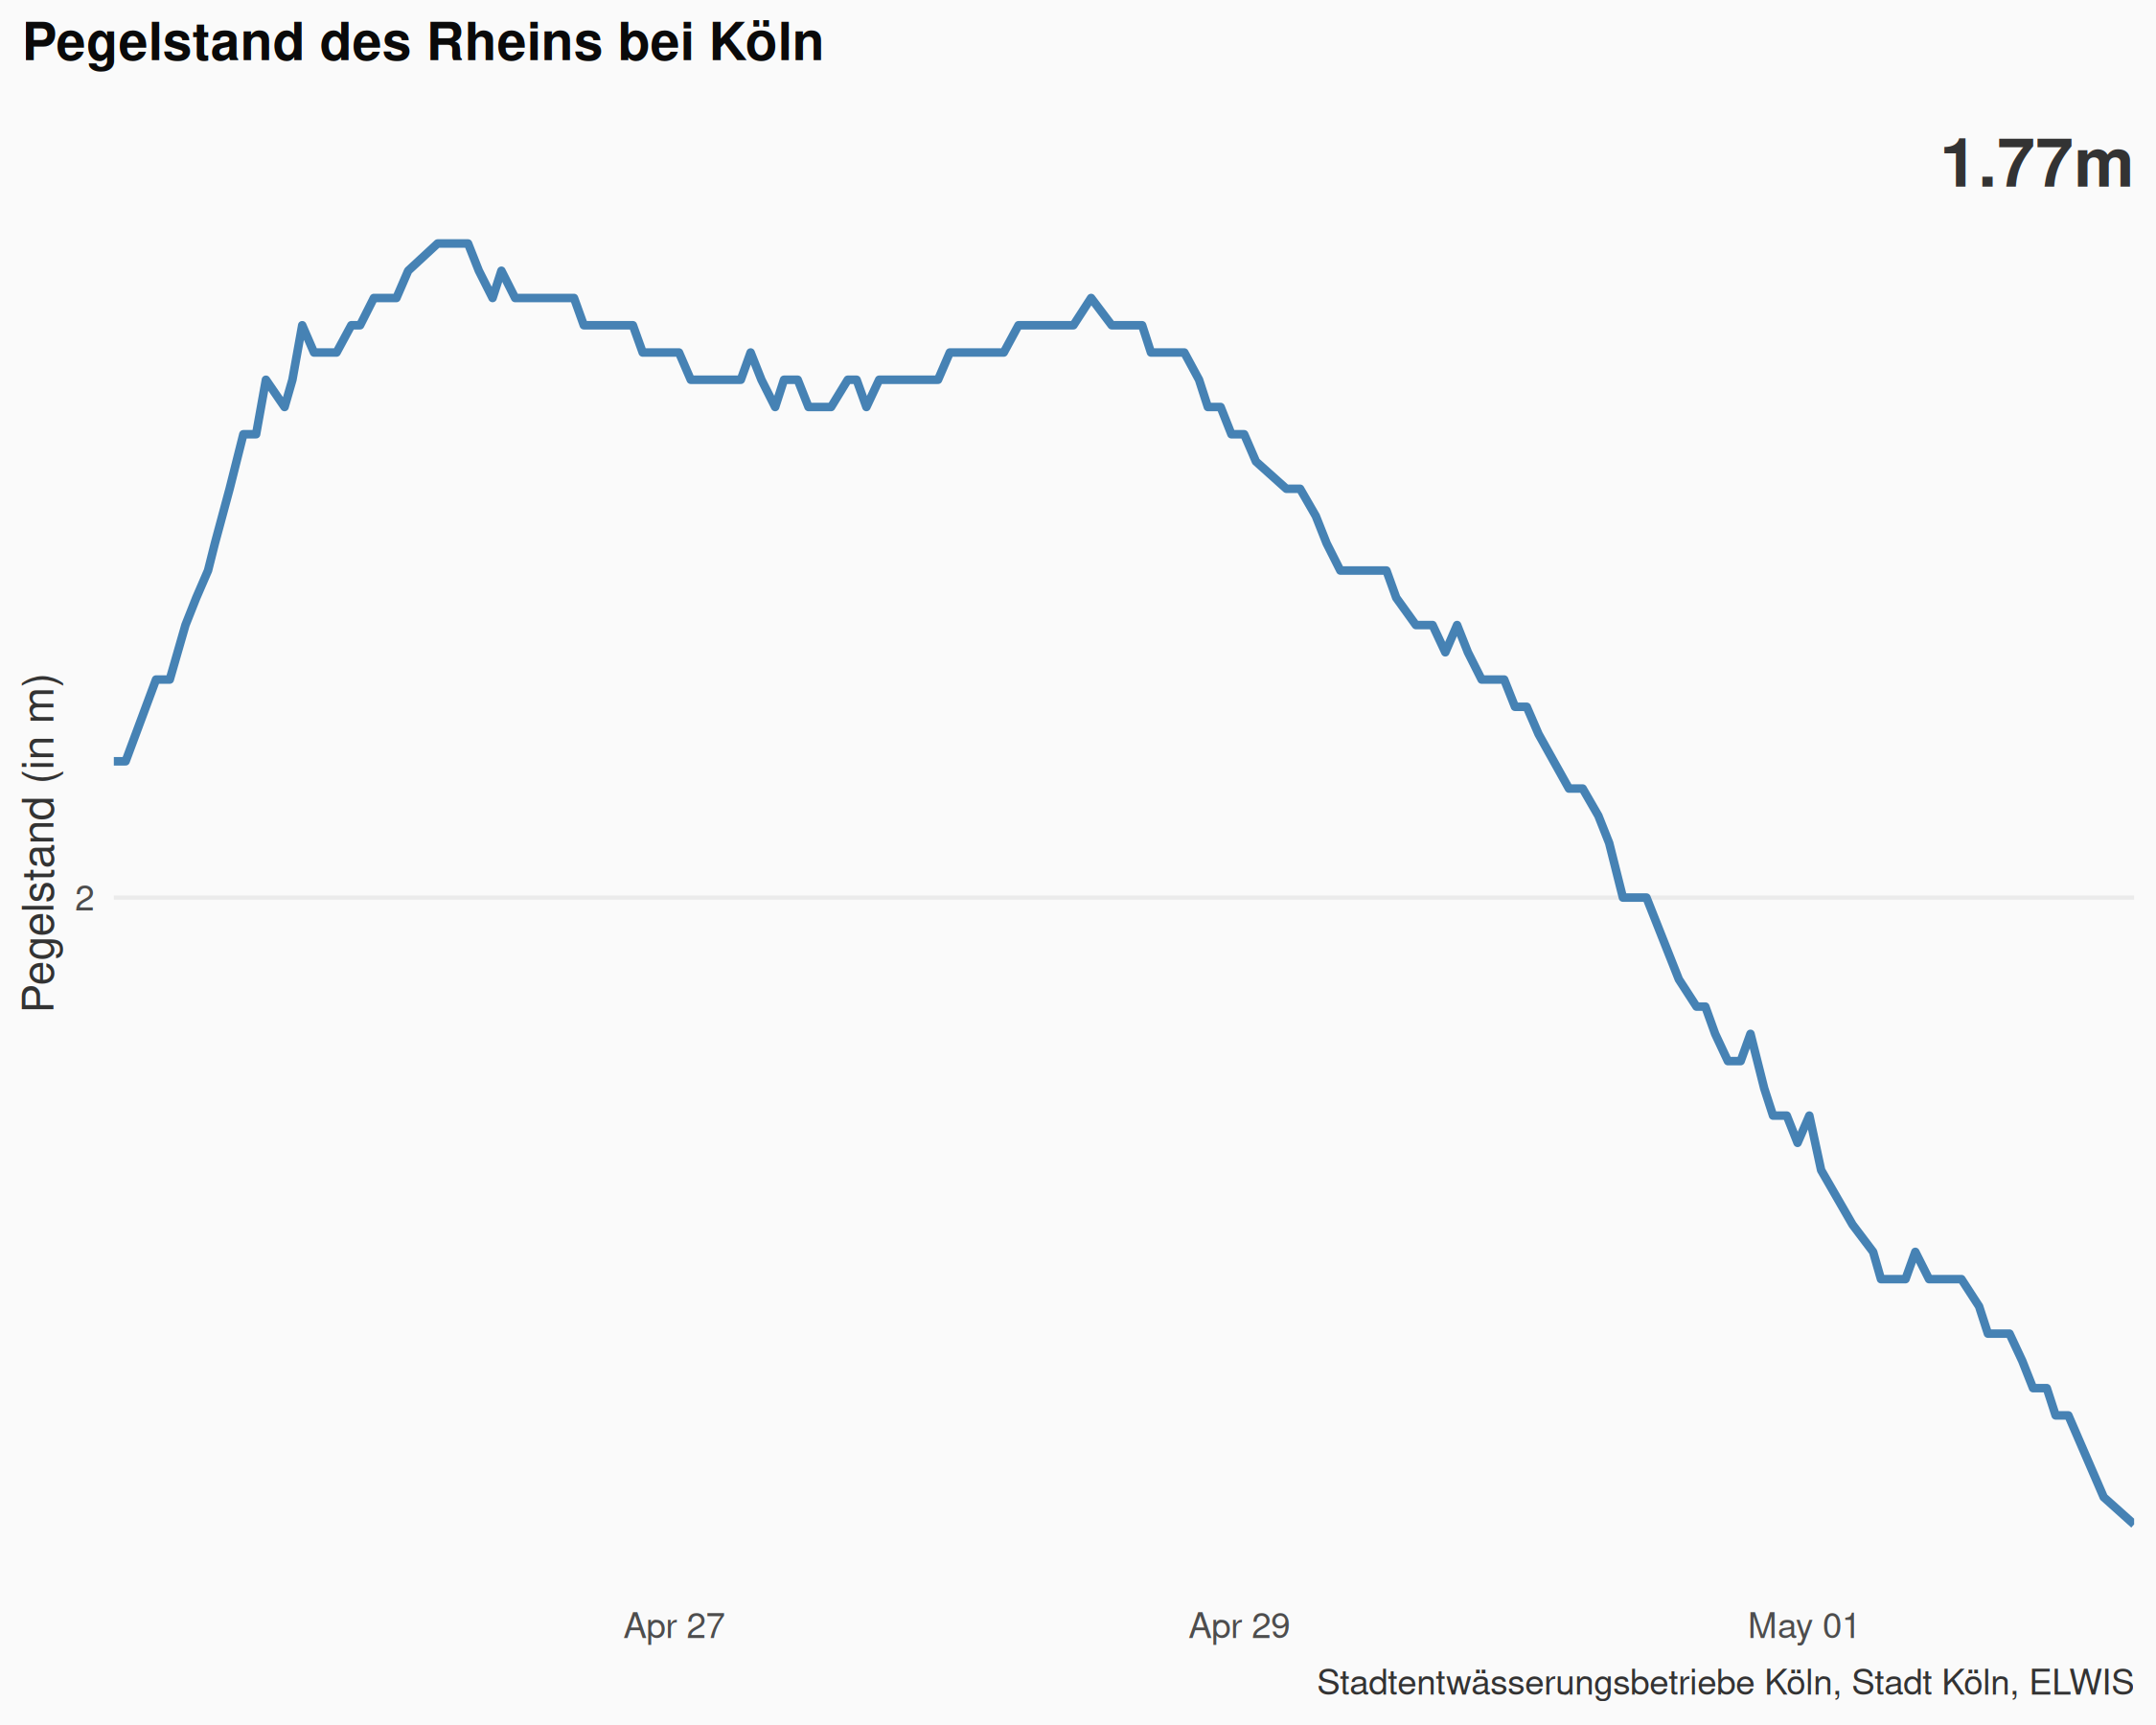 Pegelstand des Rheins bei Köln
1.77m
Pegelstand (in m)
2
Apr 27
Apr 29
May 01
Stadtentwässerungsbetriebe Köln, Stadt Köln, ELWIS